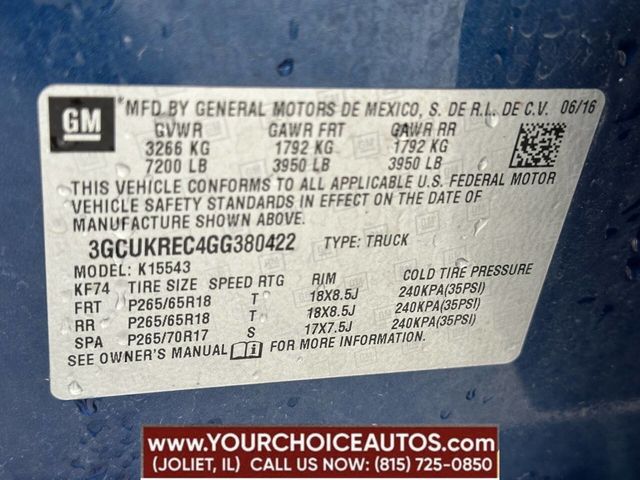 GM
*MFD BY GENERAL MOTORS DE MEXICO, S. DE R.L. DE C.V. 06/16
GVWR GAWR FRT GAWR RR
3266 KG 1792 KG 1792 KG
7200 LB 3950 LB 3950 LB
THIS VEHICLE CONFORMS TO ALL APPLICABLE U.S. FEDERAL MOTOR
VEHICLE SAFETY STANDARDS IN EFFECT ON THE DATE OF
MANUFACTURE SHOWN ABOVE.
3GCUKREC4GG380422 TYPE: TRUCK
MODEL: K15543
KF74 TIRE SIZE SPEED RTG RIM COLD TIRE PRESSURE
FRT P265/65R18 T 18X8.5J 240KPA(35PSI)
RR P265/65R18 T 18X8.5J 240KPA(35PSI)
SPA P265/70R17 S 17X7.5J 240KPA(35PSI)
SEE OWNER'S MANUAL FOR MORE INFORMATION.
WWW.YOURCHOICEAUTOS.COM
(JOLIET, IL) CALL US NOW: (815) 725-0850